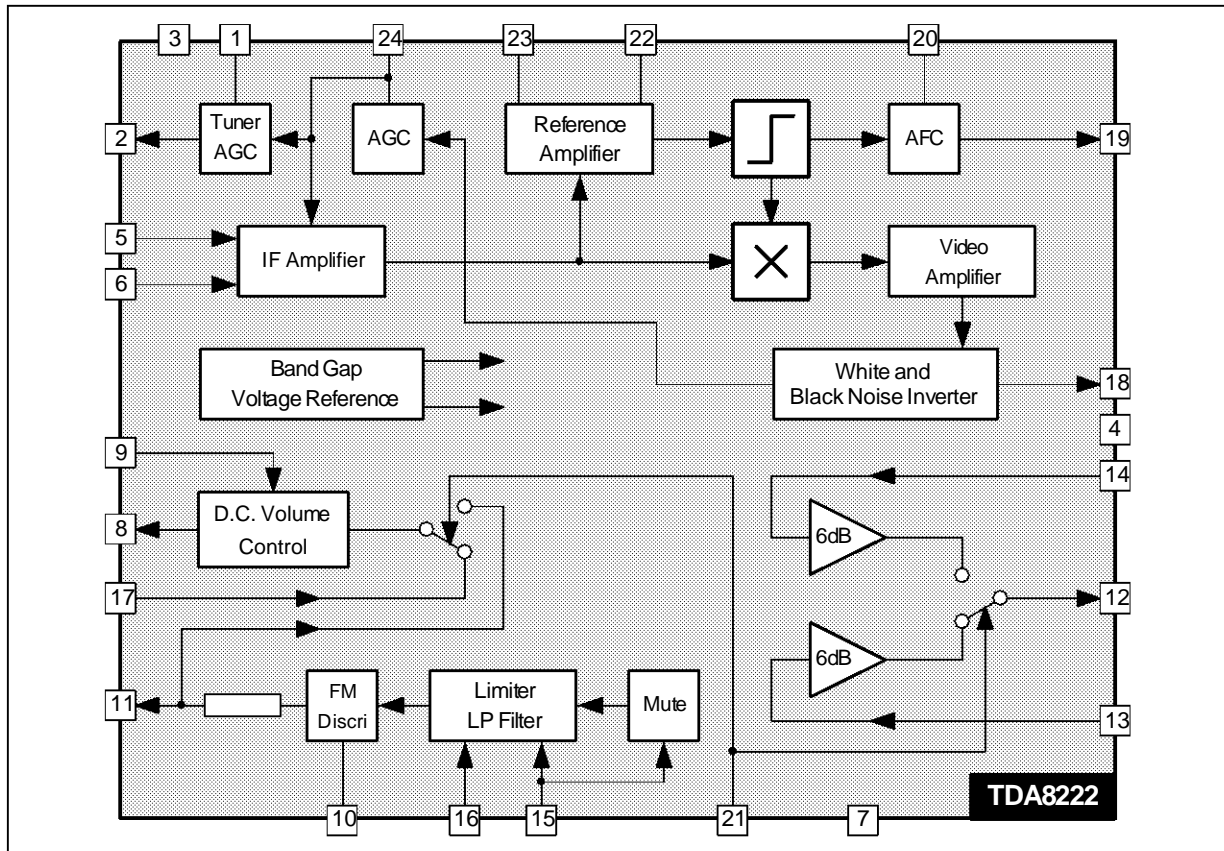 3
1
24
23
22
20
2
Tuner
AGC
AGC
Reference
Amplifier
AFC
19
5
6
IF Amplifier
Video
Amplifier
Band Gap
Voltage Reference
White and
Black Noise Inverter
18
4
9
14
8
D.C. Volume
Control
6dB
17
12
6dB
11
FM
Discri
Limiter
LP Filter
Mute
13
TDA8222
10
16
15
21
7